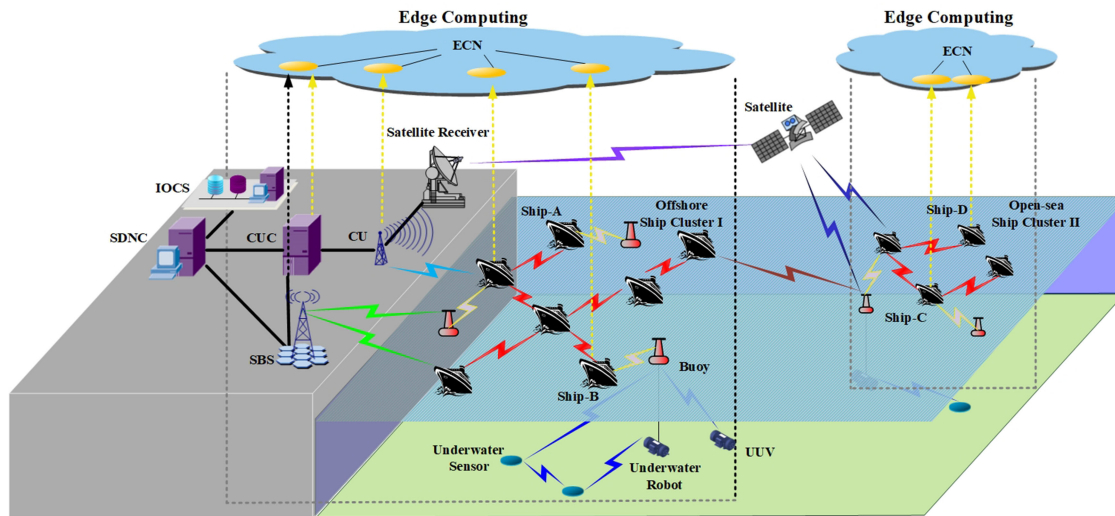 Edge Computing
Edge Computing
ECN
ECN
Satellite
Satellite Receiver
IOCS
Ship-A
Offshore
Ship Cluster I
Ship-D
Open-sea
Ship Cluster II
SDNC
CUC
CU
Ship-C
SBS
Buoy
Ship-B
Underwater
Sensor
Underwater
Robot
UUV